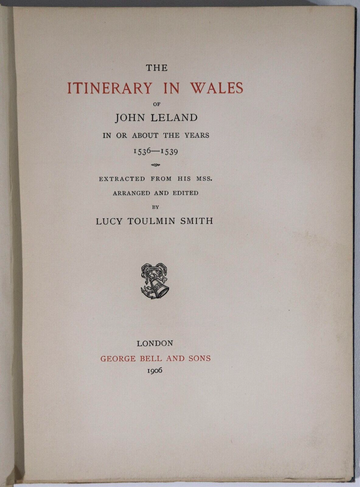 THE
ITINERARY IN WALES
OF
JOHN LELAND
IN OR ABOUT THE YEARS
1536—1539
EXTRACTED FROM HIS MSS.
ARRANGED AND EDITED
BY
LUCY TOULMIN SMITH
LONDON
GEORGE BELL AND SONS
1906